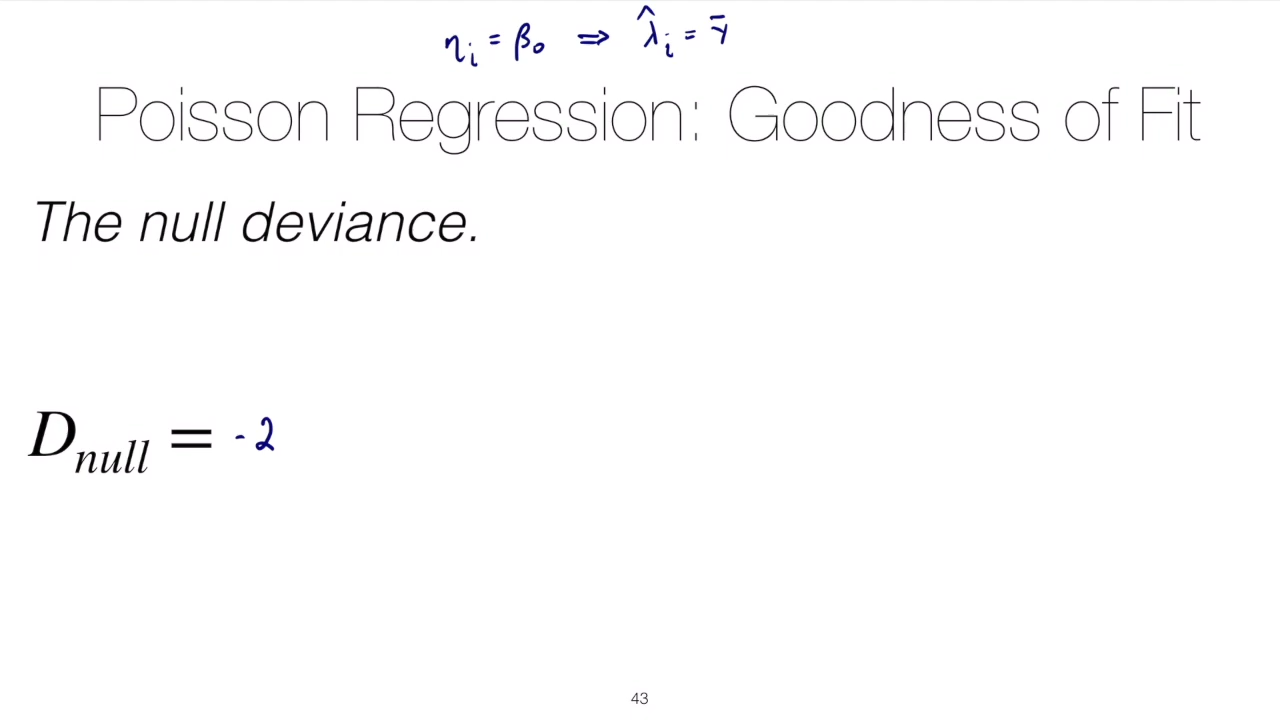 ηᵢ = β₀ ⇒ λ̂ᵢ = ȳ
Poisson Regression: Goodness of Fit
The null deviance.
D_null = -2
43